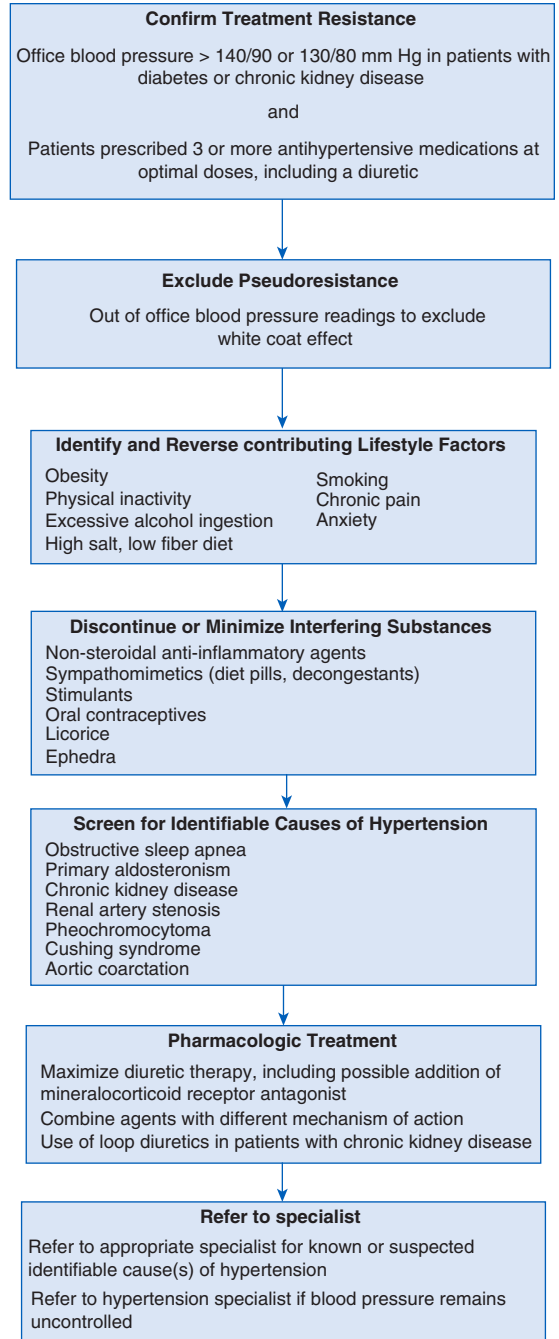 Confirm Treatment Resistance
Office blood pressure > 140/90 or 130/80 mm Hg in patients with
diabetes or chronic kidney disease
and
Patients prescribed 3 or more antihypertensive medications at
optimal doses, including a diuretic
Exclude Pseudoresistance
Out of office blood pressure readings to exclude
white coat effect
Identify and Reverse contributing Lifestyle Factors
Obesity
Physical inactivity
Excessive alcohol ingestion
High salt, low fiber diet
Smoking
Chronic pain
Anxiety
Discontinue or Minimize Interfering Substances
Non-steroidal anti-inflammatory agents
Sympathomimetics (diet pills, decongestants)
Stimulants
Oral contraceptives
Licorice
Ephedra
Screen for Identifiable Causes of Hypertension
Obstructive sleep apnea
Primary aldosteronism
Chronic kidney disease
Renal artery stenosis
Pheochromocytoma
Cushing syndrome
Aortic coarctation
Pharmacologic Treatment
Maximize diuretic therapy, including possible addition of
mineralocorticoid receptor antagonist
Combine agents with different mechanism of action
Use of loop diuretics in patients with chronic kidney disease
Refer to specialist
Refer to appropriate specialist for known or suspected
identifiable cause(s) of hypertension
Refer to hypertension specialist if blood pressure remains
uncontrolled